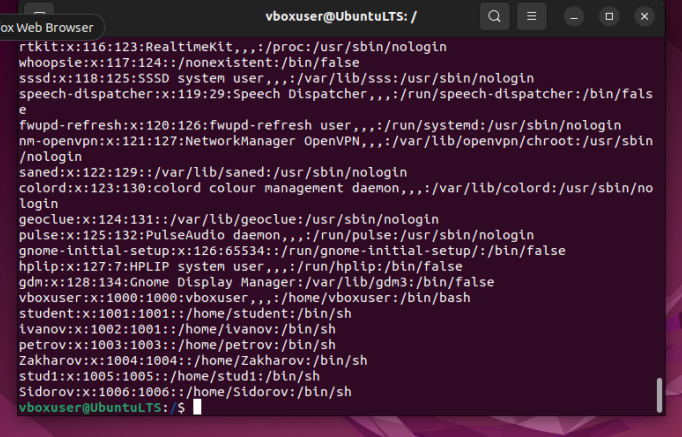 vboxuser@UbuntuLTS: /
ox Web Browser
rtkit:x:116:123:RealtimeKit,,,:/proc:/usr/sbin/nologin
whoopsie:x:117:124::/nonexistent:/bin/false
sssd:x:118:125:SSSD system user,,,:/var/lib/sss:/usr/sbin/nologin
speech-dispatcher:x:119:29:Speech Dispatcher,,,:/run/speech-dispatcher:/bin/fals
e
fwupd-refresh:x:120:126:fwupd-refresh user,,,:/run/systemd:/usr/sbin/nologin
nm-openvpn:x:121:127:NetworkManager OpenVPN,,,:/var/lib/openvpn/chroot:/usr/sbin
/nologin
saned:x:122:129::/var/lib/saned:/usr/sbin/nologin
colord:x:123:130:colord colour management daemon,,,:/var/lib/colord:/usr/sbin/no
login
geoclue:x:124:131::/var/lib/geoclue:/usr/sbin/nologin
pulse:x:125:132:PulseAudio daemon,,,:/run/pulse:/usr/sbin/nologin
gnome-initial-setup:x:126:65534::/run/gnome-initial-setup/:/bin/false
hplip:x:127:7:HPLIP system user,,,:/run/hplip:/bin/false
gdm:x:128:134:Gnome Display Manager:/var/lib/gdm3:/bin/false
vboxuser:x:1000:1000:vboxuser,,,:/home/vboxuser:/bin/bash
student:x:1001:1001::/home/student:/bin/sh
ivanov:x:1002:1001::/home/ivanov:/bin/sh
petrov:x:1003:1003::/home/petrov:/bin/sh
Zakharov:x:1004:1004::/home/Zakharov:/bin/sh
stud1:x:1005:1005::/home/stud1:/bin/sh
Sidorov:x:1006:1006::/home/Sidorov:/bin/sh
vboxuser@UbuntuLTS:/$